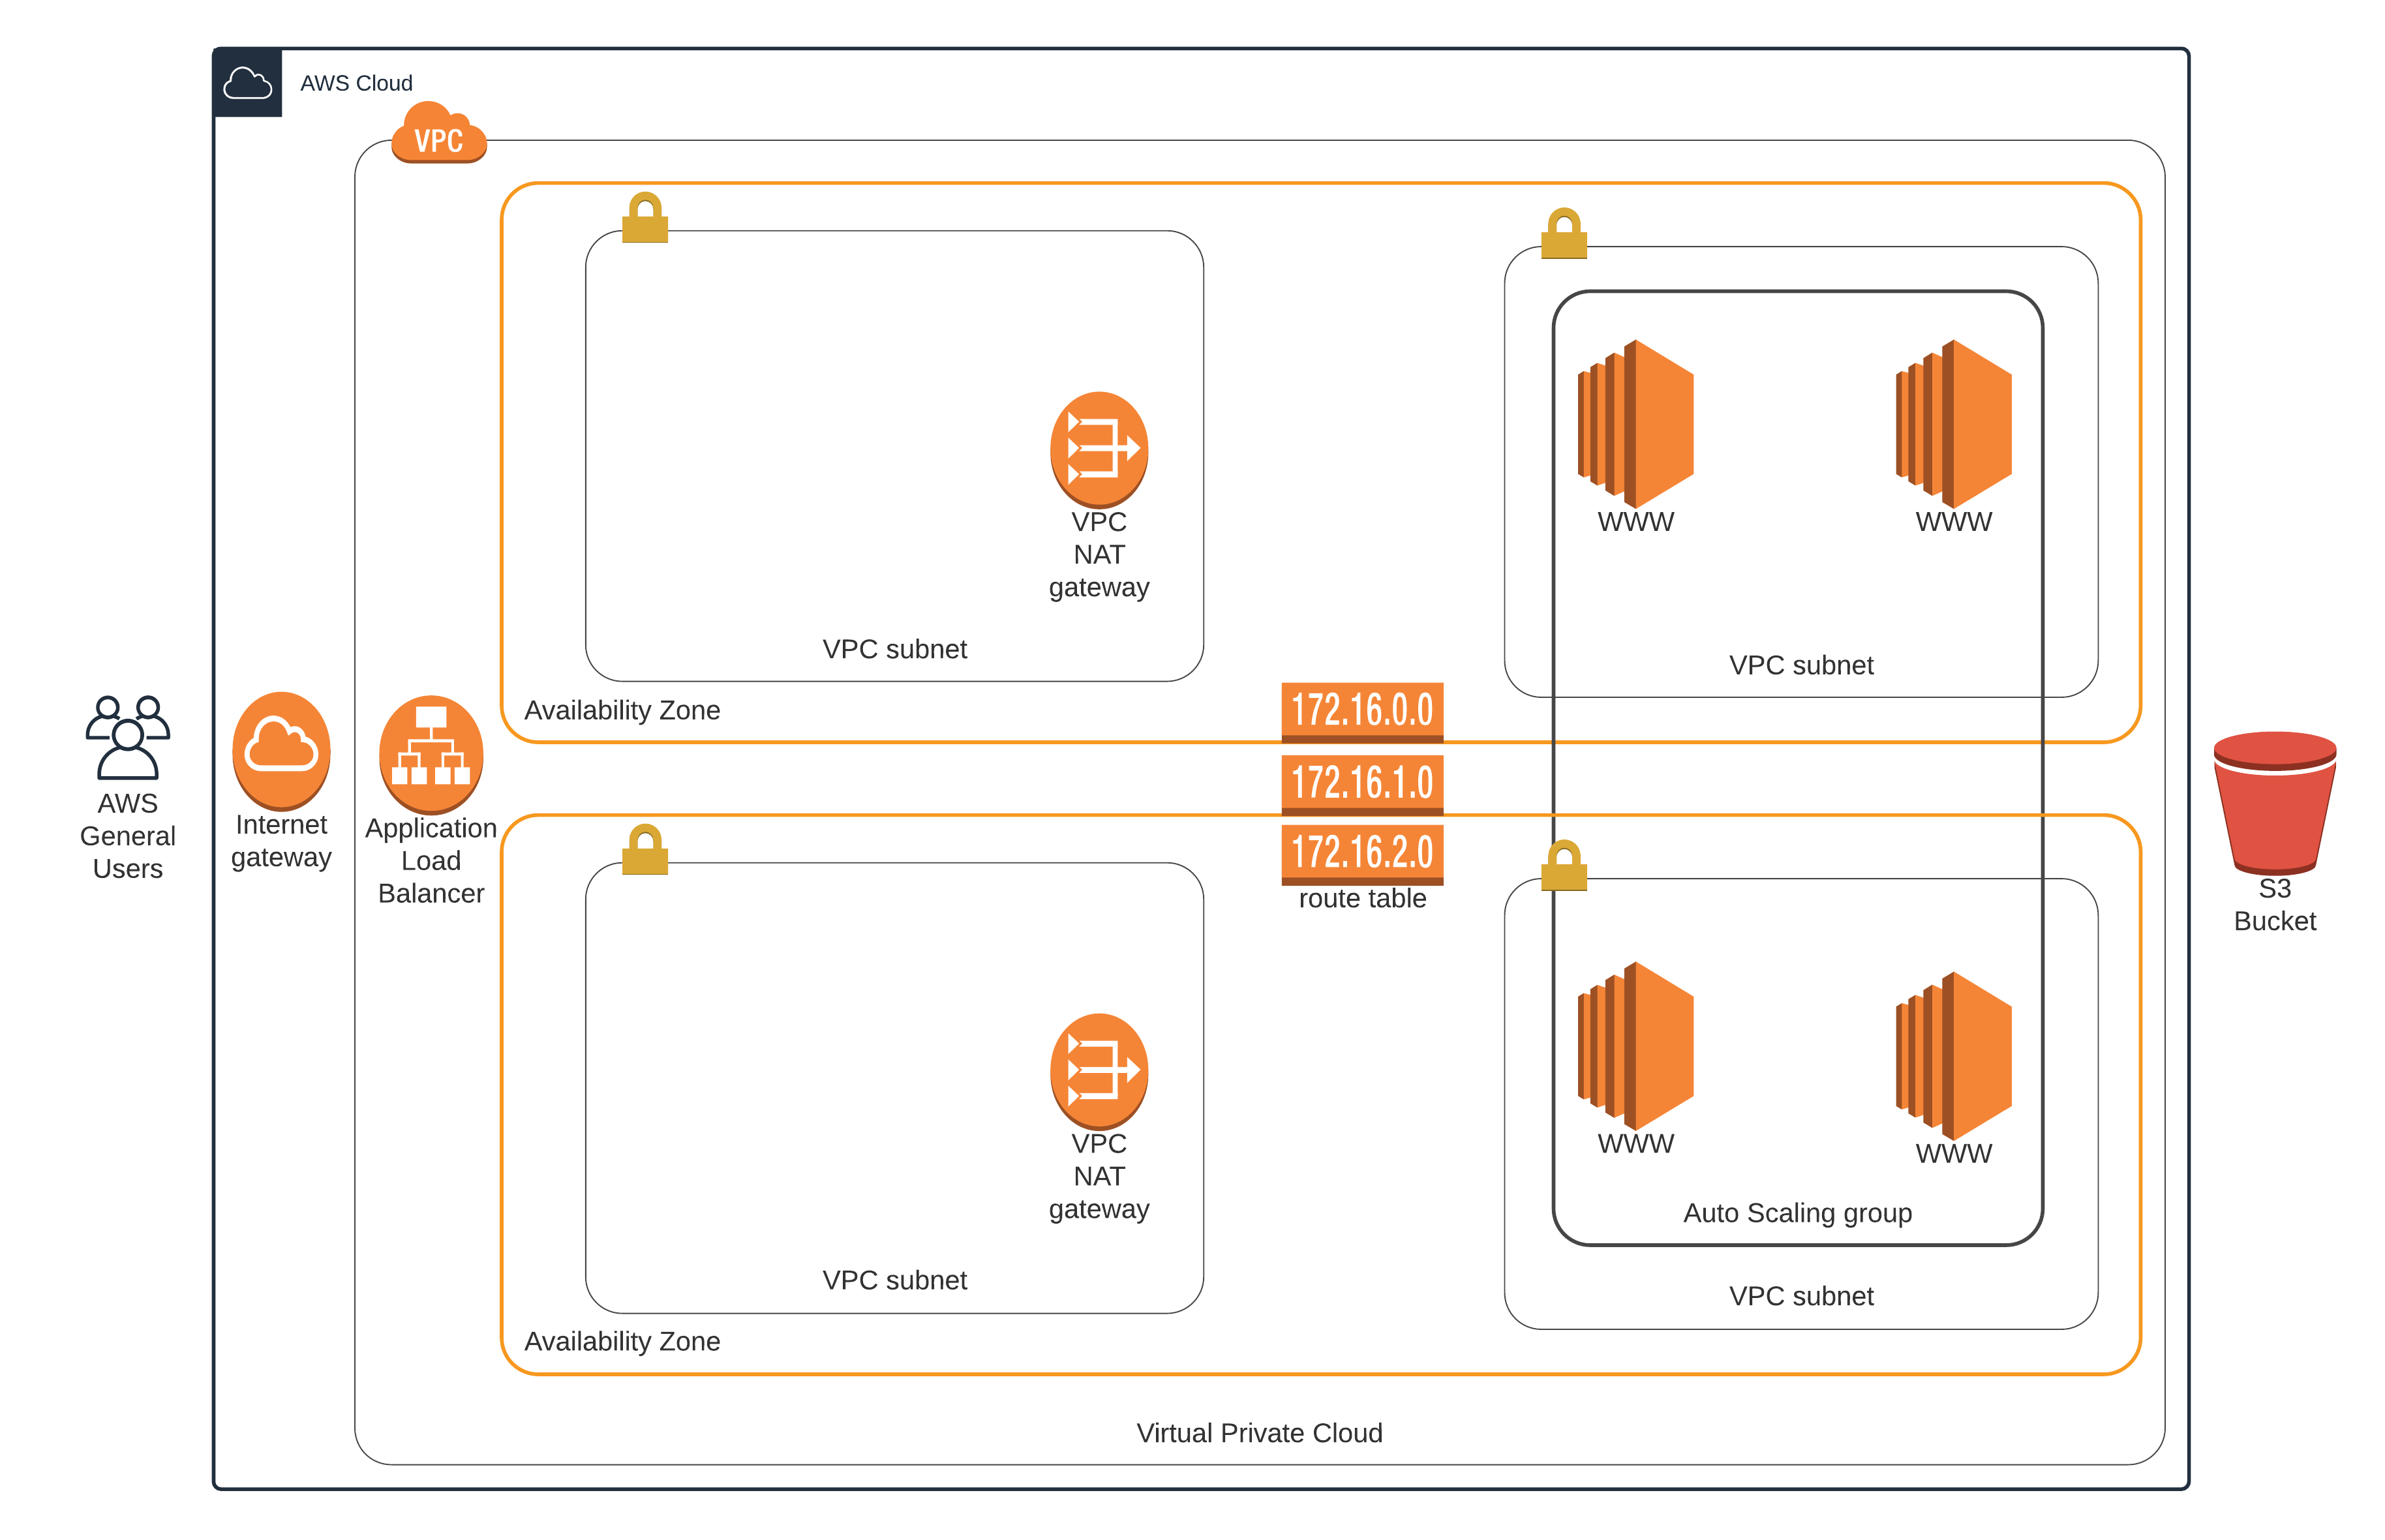 AWS Cloud
VPC
VPC
NAT
gateway
VPC subnet
Availability Zone
WWW
WWW
VPC subnet
172.16.0.0
172.16.1.0
172.16.2.0
route table
AWS
General
Users
Internet
gateway
Application
Load
Balancer
S3
Bucket
VPC
NAT
gateway
VPC subnet
Availability Zone
WWW
WWW
Auto Scaling group
VPC subnet
Virtual Private Cloud